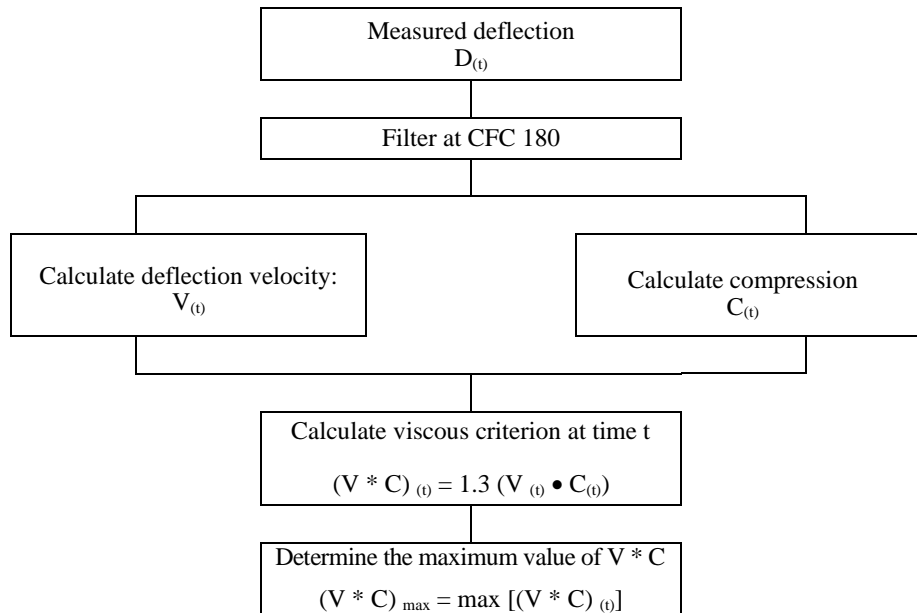 Measured deflection
D(t)
Filter at CFC 180
Calculate deflection velocity:
V(t)
Calculate compression
C(t)
Calculate viscous criterion at time t
(V * C) (t) = 1.3 (V (t) • C(t))
Determine the maximum value of V * C
(V * C) max = max [(V * C) (t)]